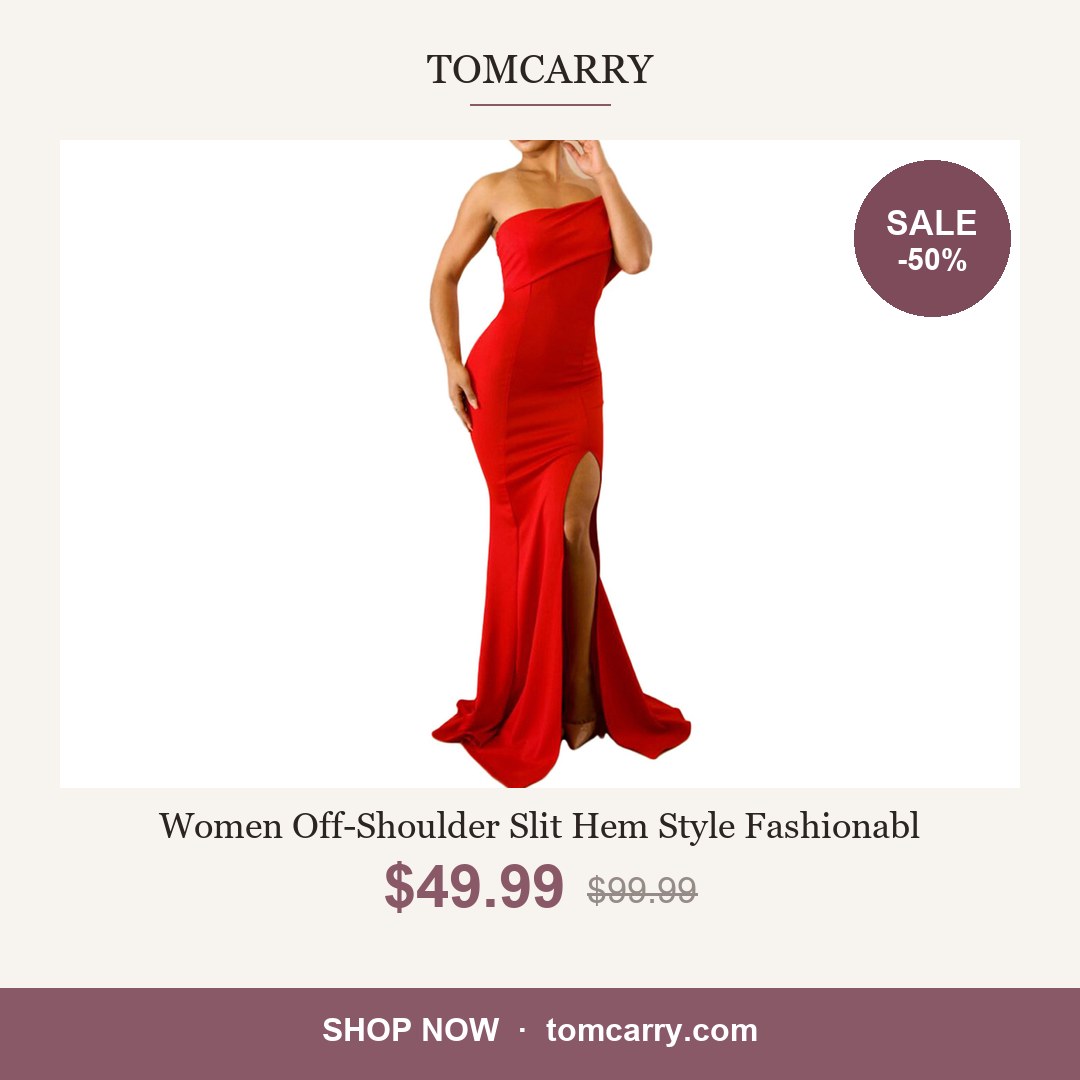 TOMCARRY
SALE
-50%
Women Off-Shoulder Slit Hem Style Fashionabl
$49.99 $99.99
SHOP NOW · tomcarry.com